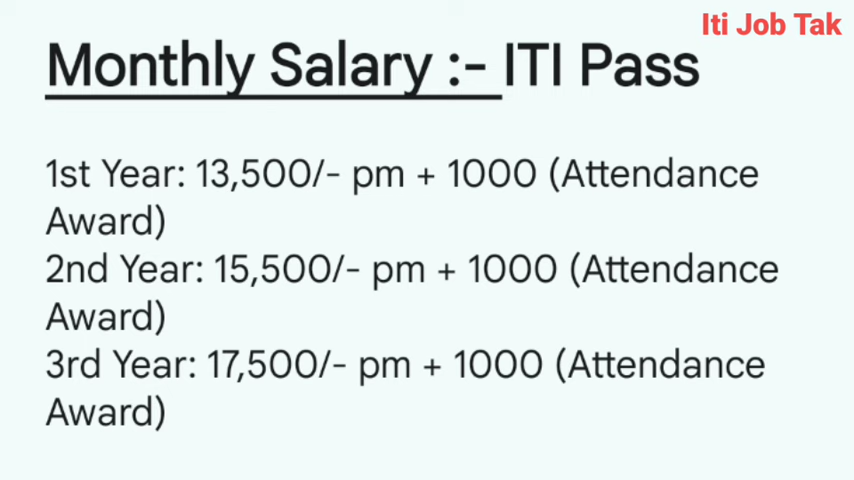 Iti Job Tak
Monthly Salary :- ITI Pass
1st Year: 13,500/- pm + 1000 (Attendance
Award)
2nd Year: 15,500/- pm + 1000 (Attendance
Award)
3rd Year: 17,500/- pm + 1000 (Attendance
Award)